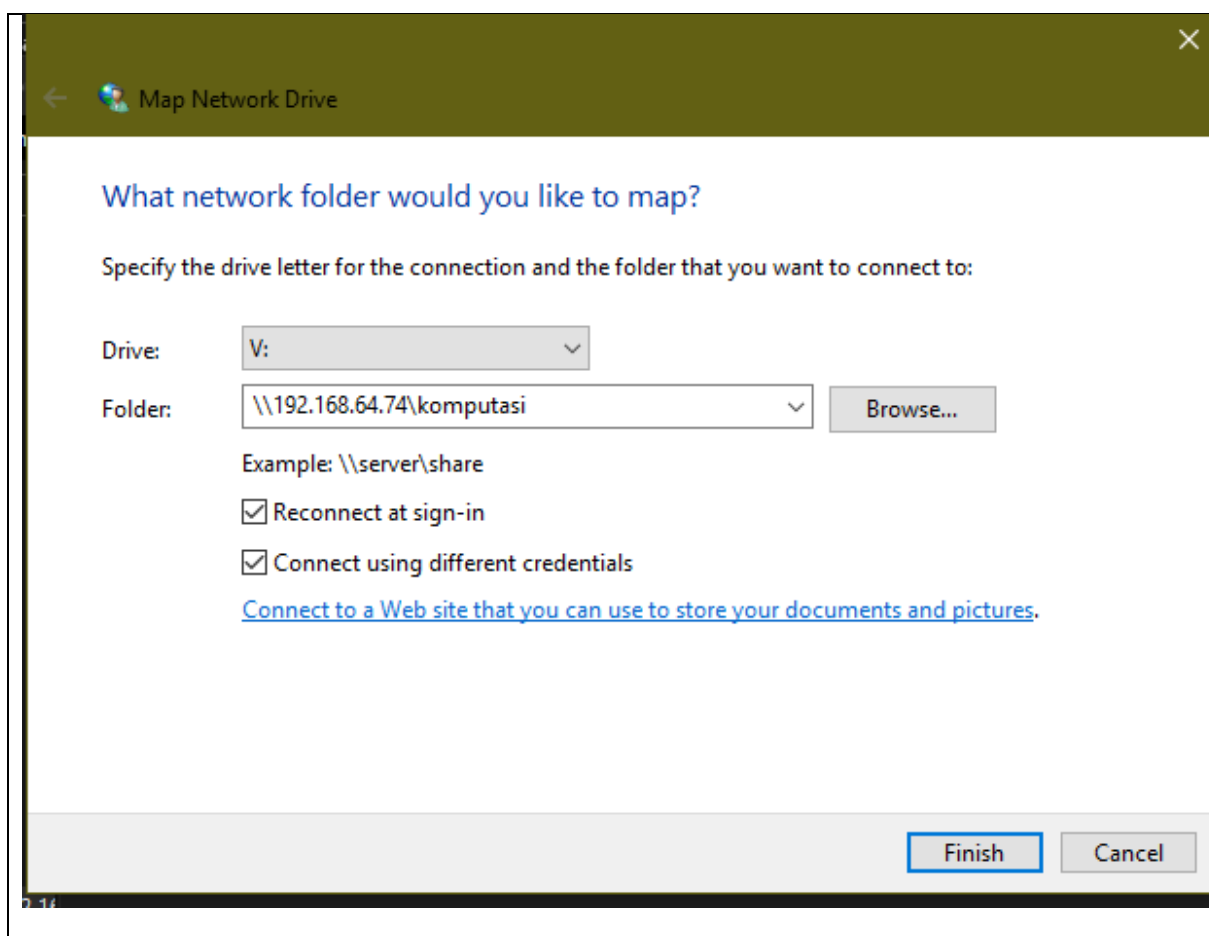 Map Network Drive
What network folder would you like to map?
Specify the drive letter for the connection and the folder that you want to connect to:
Drive: V:
Folder: \\192.168.64.74\komputasi Browse...
Example: \\server\share
Reconnect at sign-in
Connect using different credentials
Connect to a Web site that you can use to store your documents and pictures.
Finish Cancel